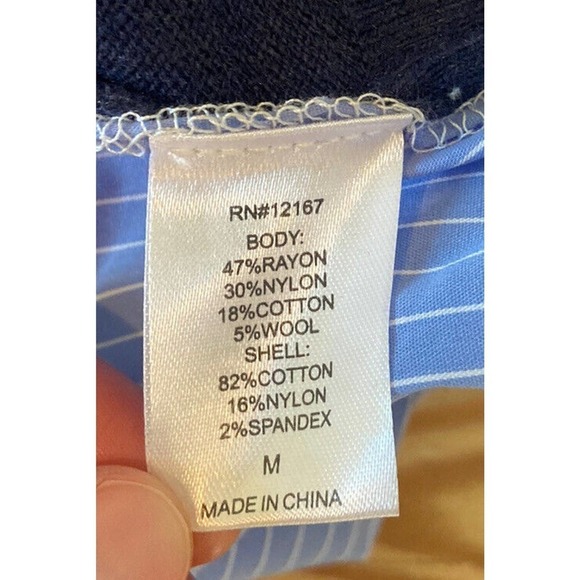 RN#12167
BODY:
47%RAYON
30%NYLON
18%COTTON
5%WOOL
SHELL:
82%COTTON
16%NYLON
2%SPANDEX
M
MADE IN CHINA